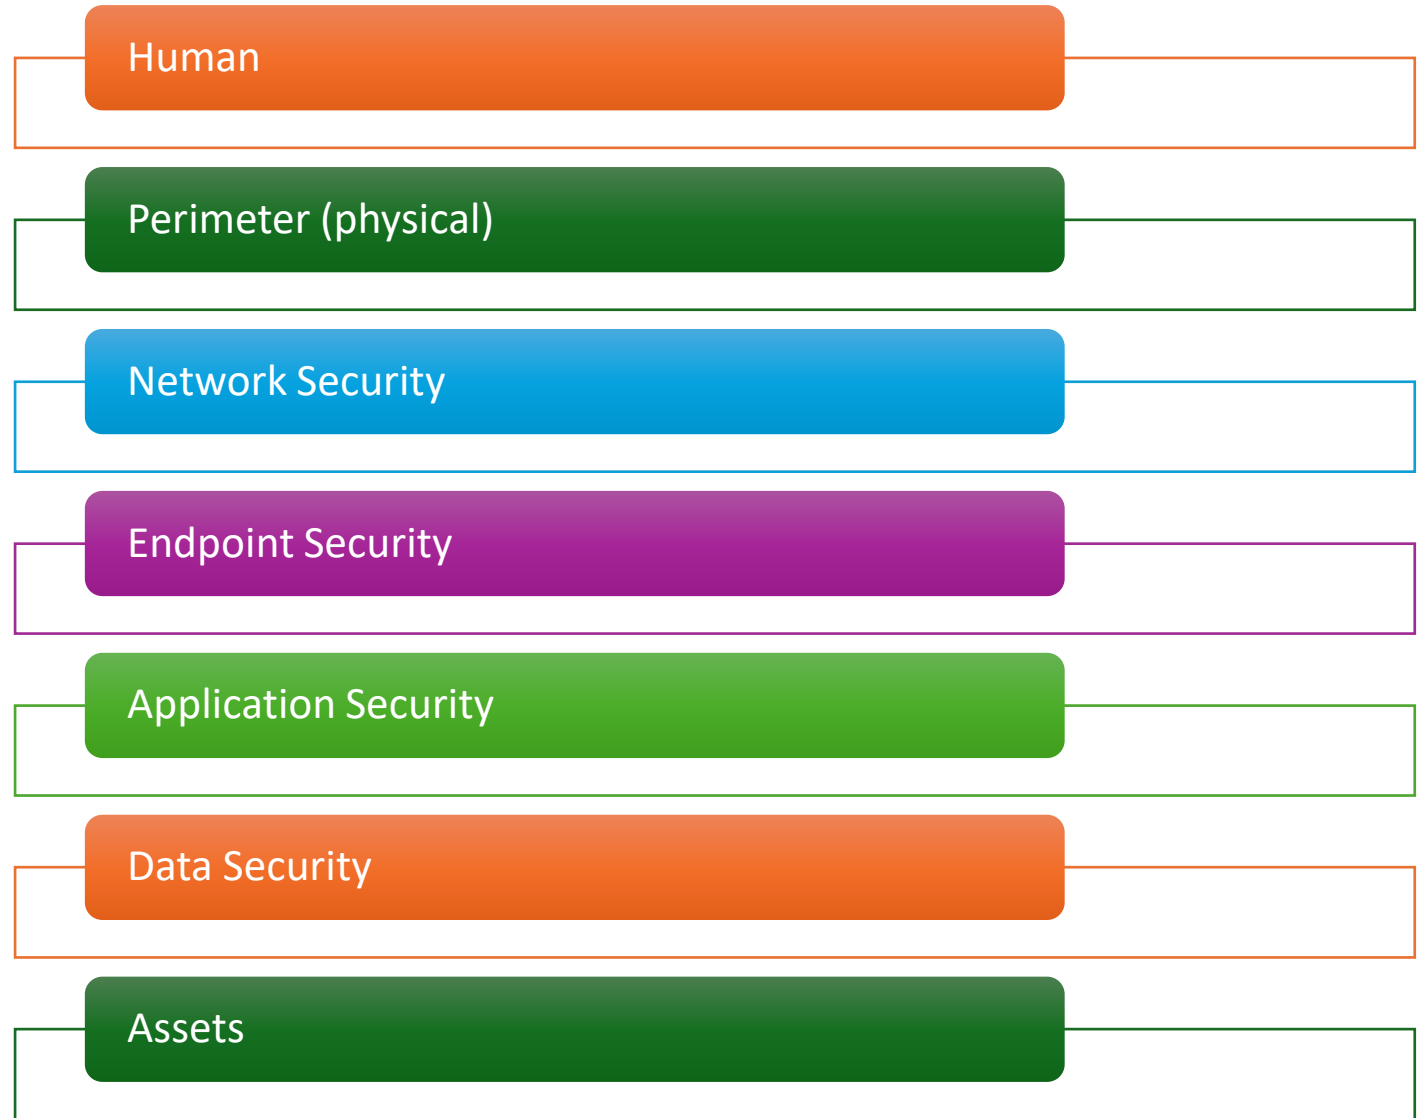 Human
Perimeter (physical)
Network Security
Endpoint Security
Application Security
Data Security
Assets